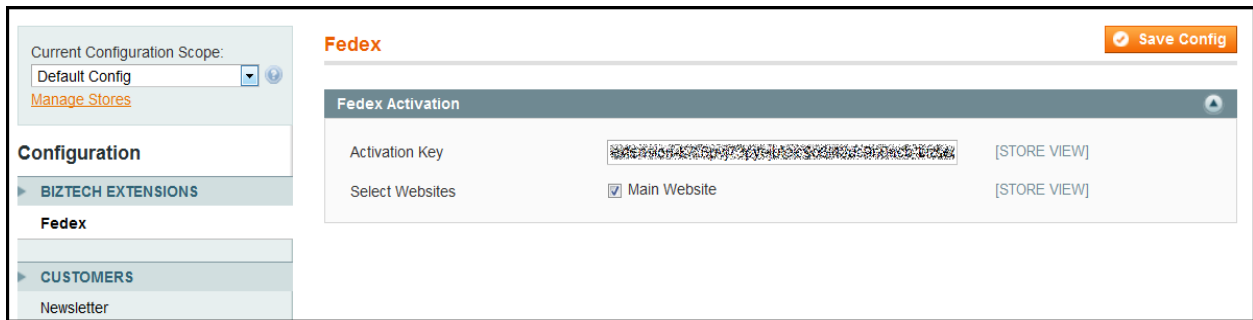 Current Configuration Scope:
Default Config
Manage Stores
Configuration
BIZTECH EXTENSIONS
Fedex
CUSTOMERS
Newsletter
Fedex
Save Config
Fedex Activation
Activation Key
[STORE VIEW]
Select Websites
Main Website
[STORE VIEW]